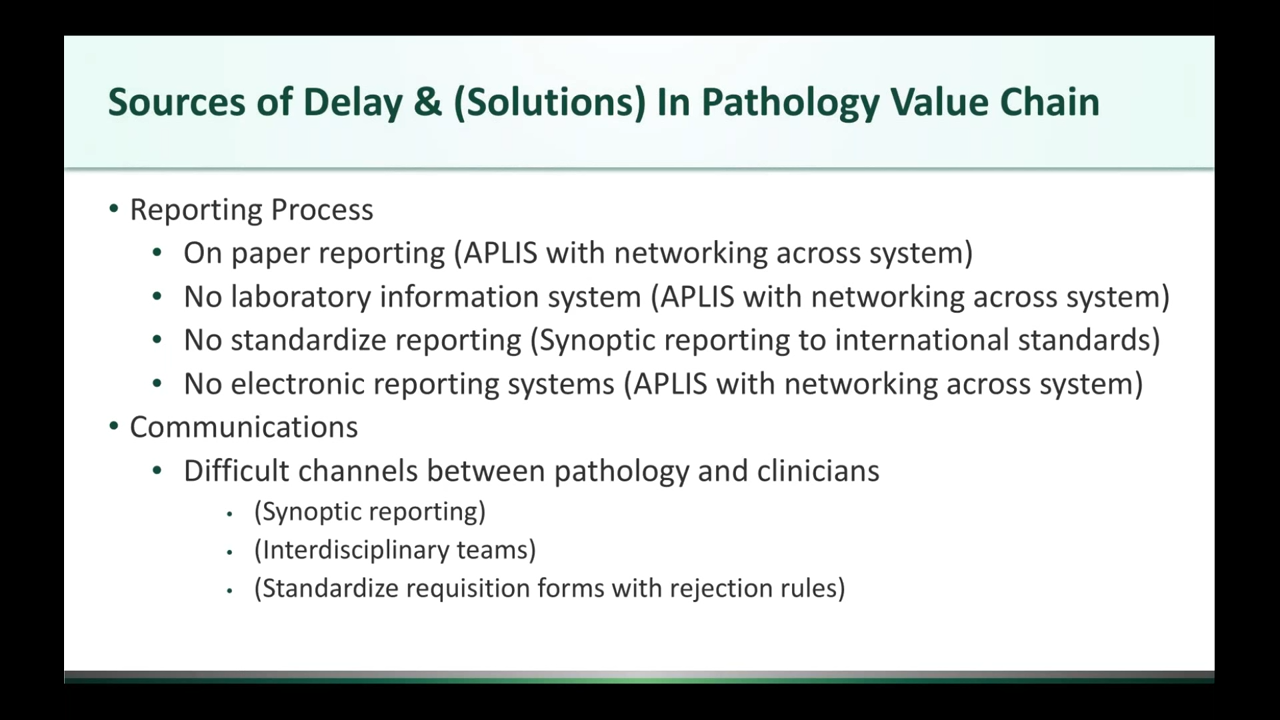 Sources of Delay & (Solutions) In Pathology Value Chain
• Reporting Process
• On paper reporting (APLIS with networking across system)
• No laboratory information system (APLIS with networking across system)
• No standardize reporting (Synoptic reporting to international standards)
• No electronic reporting systems (APLIS with networking across system)
• Communications
• Difficult channels between pathology and clinicians
• (Synoptic reporting)
• (Interdisciplinary teams)
• (Standardize requisition forms with rejection rules)